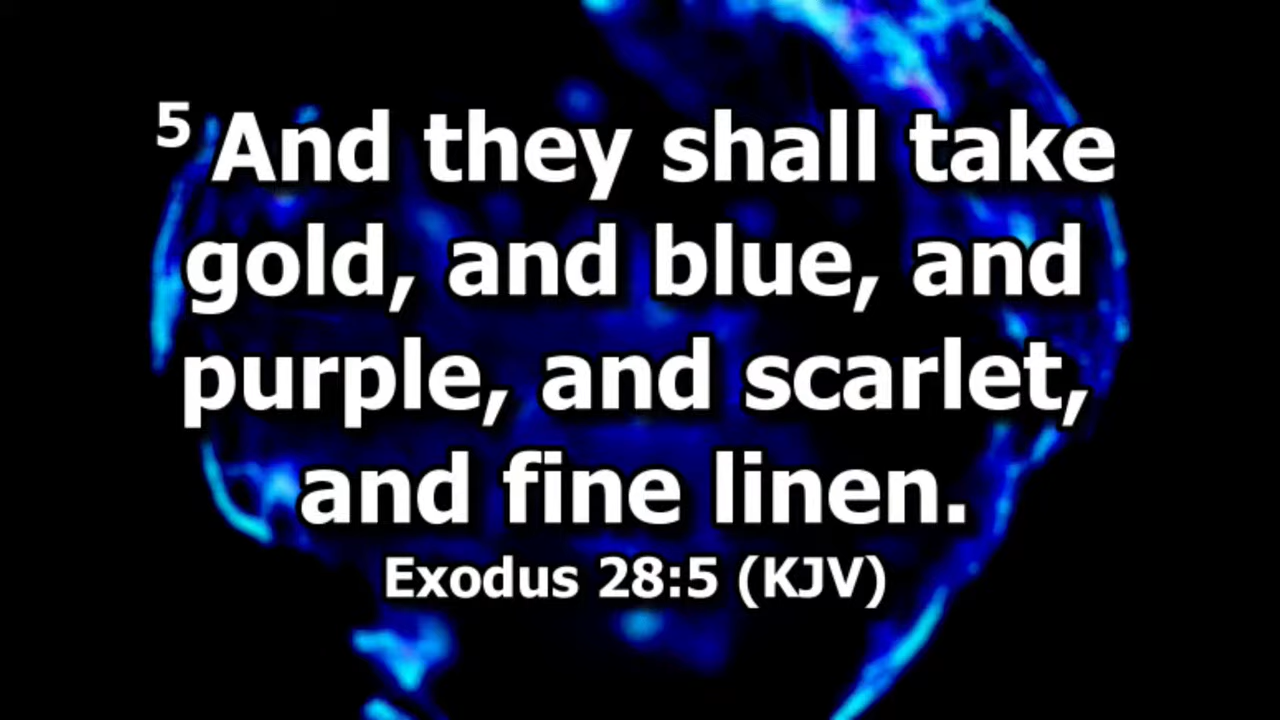 5 And they shall take
gold, and blue, and
purple, and scarlet,
and fine linen.
Exodus 28:5 (KJV)